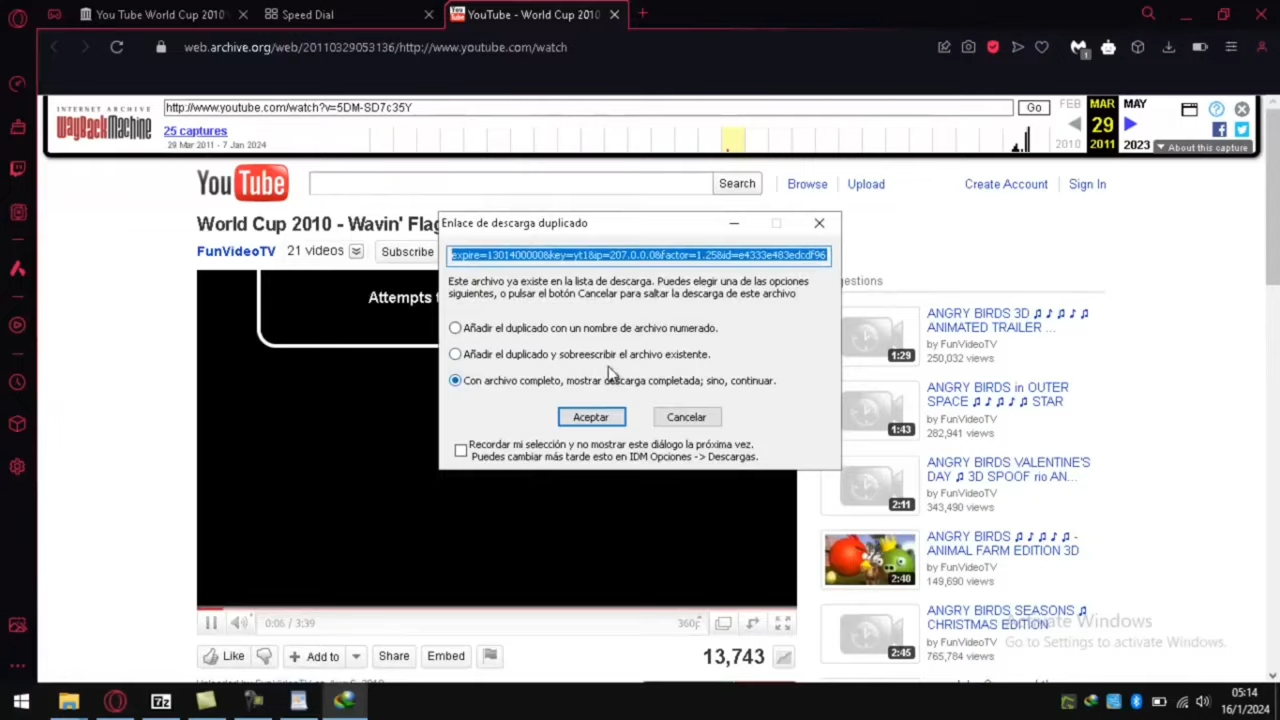 You Tube World Cup 2010
Speed Dial
YouTube - World Cup 2010
web.archive.org/web/20110329053136/http://www.youtube.com/watch
1
INTERNET ARCHIVE
WayBackMachine
http://www.youtube.com/watch?v=5DM-SD7c35Y
Go
FEB
MAR
MAY
25 captures
29
29 Mar 2011 - 7 Jan 2024
2010
2011
2023
About this capture
YouTube
Search
Browse
Upload
Create Account
Sign In
World Cup 2010 - Wavin' Flag
FunVideoTV
21 videos
Subscribe
Attempts
Enlace de descarga duplicado
expire=1301400000&key=yt1&ip=207.0.0.0&factor=1.25&id=e4333e483edcdf96
Este archivo ya existe en la lista de descarga. Puedes elegir una de las opciones
siguientes, o pulsar el botón Cancelar para saltar la descarga de este archivo
Añadir el duplicado con un nombre de archivo numerado.
Añadir el duplicado y sobreescribir el archivo existente.
Con archivo completo, mostrar descarga completada; sino, continuar.
Aceptar
Cancelar
Recordar mi selección y no mostrar este diálogo la próxima vez.
Puedes cambiar más tarde esto en IDM Opciones -> Descargas.
gestions
ANGRY BIRDS 3D ♫ ♪ ♪ ♪ ♪
ANIMATED TRAILER ...
by FunVideoTV
250,032 views
1:29
ANGRY BIRDS in OUTER
SPACE ♫ ♪ ♪ ♪ ♪ STAR
by FunVideoTV
282,941 views
1:43
ANGRY BIRDS VALENTINE'S
DAY ♫ 3D SPOOF rio AN...
by FunVideoTV
343,490 views
2:11
ANGRY BIRDS ♫ ♪ ♪ ♪ -
ANIMAL FARM EDITION 3D
by FunVideoTV
149,690 views
2:40
ANGRY BIRDS SEASONS ♫
CHRISTMAS EDITION
by FunVideoTV
765,784 views
2:45
0:06 / 3:39
360p
Like
Add to
Share
Embed
13,743
Activate Windows
Go to Settings to activate Windows.
7z
05:14
16/1/2024